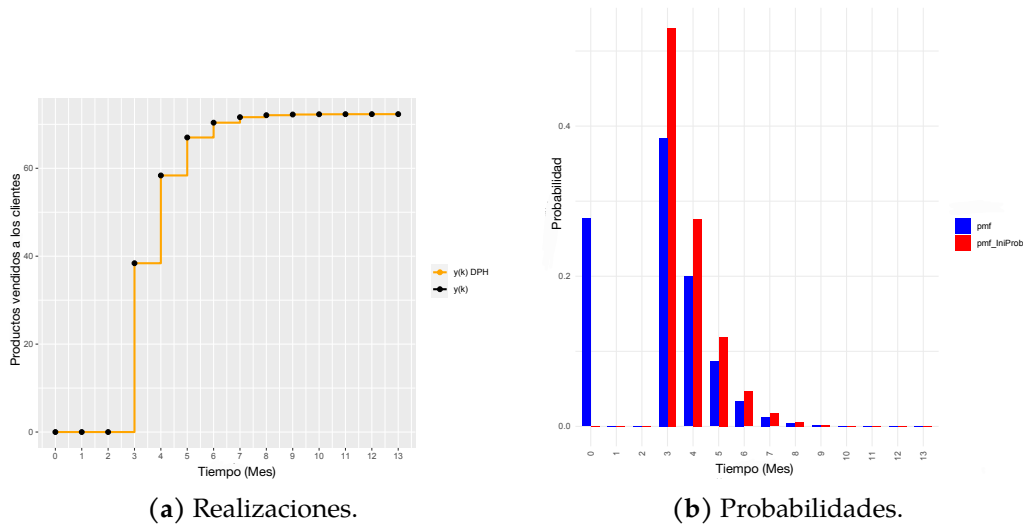 Productos vendidos a los clientes
60
40
20
0
0 1 2 3 4 5 6 7 8 9 10 11 12 13
Tiempo (Mes)
y(k) DPH
y(k)
(a) Realizaciones.
Probabilidad
0.4
0.2
0.0
0 1 2 3 4 5 6 7 8 9 10 11 12 13
Tiempo (Mes)
pmf
pmf_IniProb
(b) Probabilidades.